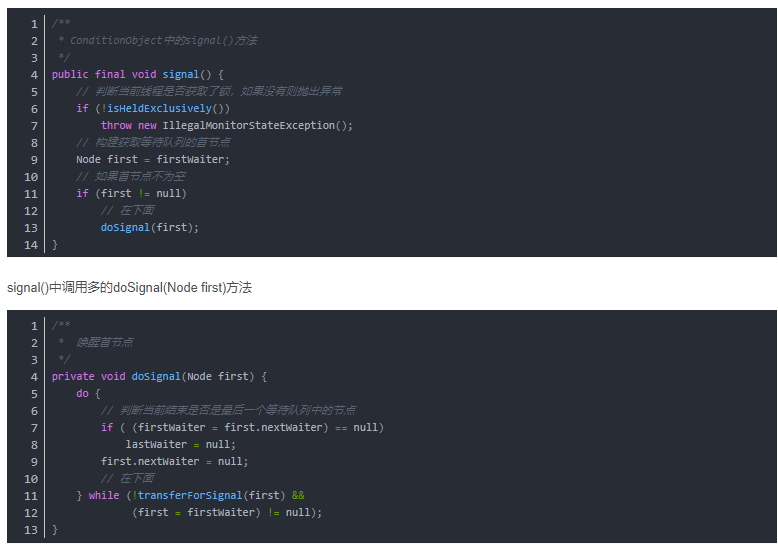 1 /**
2  * ConditionObject中的signal()方法
3  */
4 public final void signal() {
5     // 判断当前线程是否获取了锁，如果没有则抛出异常
6     if (!isHeldExclusively())
7         throw new IllegalMonitorStateException();
8     // 构建获取等待队列的首节点
9     Node first = firstWaiter;
10     // 如果首节点不为空
11     if (first != null)
12         // 在下面
13         doSignal(first);
14 }
signal()中调用多的doSignal(Node first)方法
1 /**
2  *  唤醒首节点
3  */
4 private void doSignal(Node first) {
5     do {
6         // 判断当前结束是否是最后一个等待队列中的节点
7         if ( (firstWaiter = first.nextWaiter) == null)
8             lastWaiter = null;
9         first.nextWaiter = null;
10         // 在下面
11     } while (!transferForSignal(first) &&
12              (first = firstWaiter) != null);
13 }